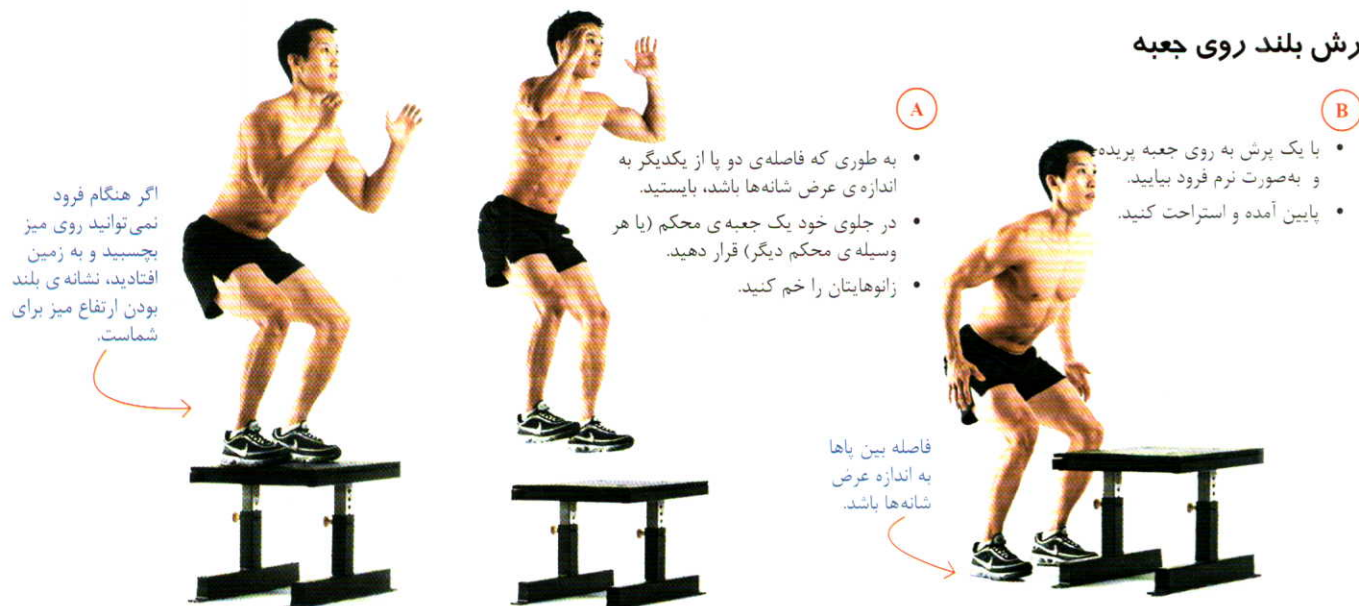 رش بلند روی جعبه
A
• به طوری که فاصله‌ی دو پا از یکدیگر به
اندازه‌ ی عرض شانه‌ها باشد، بایستید.
• در جلوی خود یک جعبه‌ ی محکم (یا هر
وسیله‌ ی محکم دیگر) قرار دهید.
• زانوهایتان را خم کنید.
B
• با یک پرش به روی جعبه پریده
و به‌صورت نرم فرود بیایید.
• پایین آمده و استراحت کنید.
اگر هنگام فرود
نمی‌توانید روی میز
بچسبید و به زمین
افتادید، نشانه‌ ی بلند
بودن ارتفاع میز برای
شماست.
فاصله بین پاها
به اندازه عرض
شانه‌ها باشد.